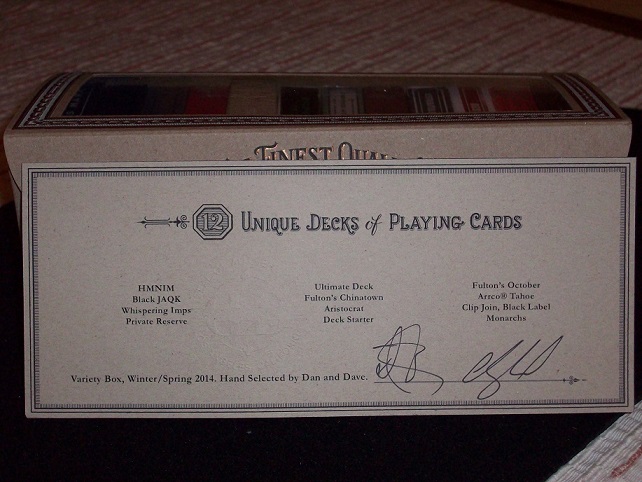 FINEST QUAL
12 UNIQUE DECKS of PLAYING CARDS
HMNIM
Black JAQK
Whispering Imps
Private Reserve
Ultimate Deck
Fulton's Chinatown
Aristocrat
Deck Starter
Fulton's October
Arrco® Tahoe
Clip Join, Black Label
Monarchs
Variety Box, Winter/Spring 2014. Hand Selected by Dan and Dave.